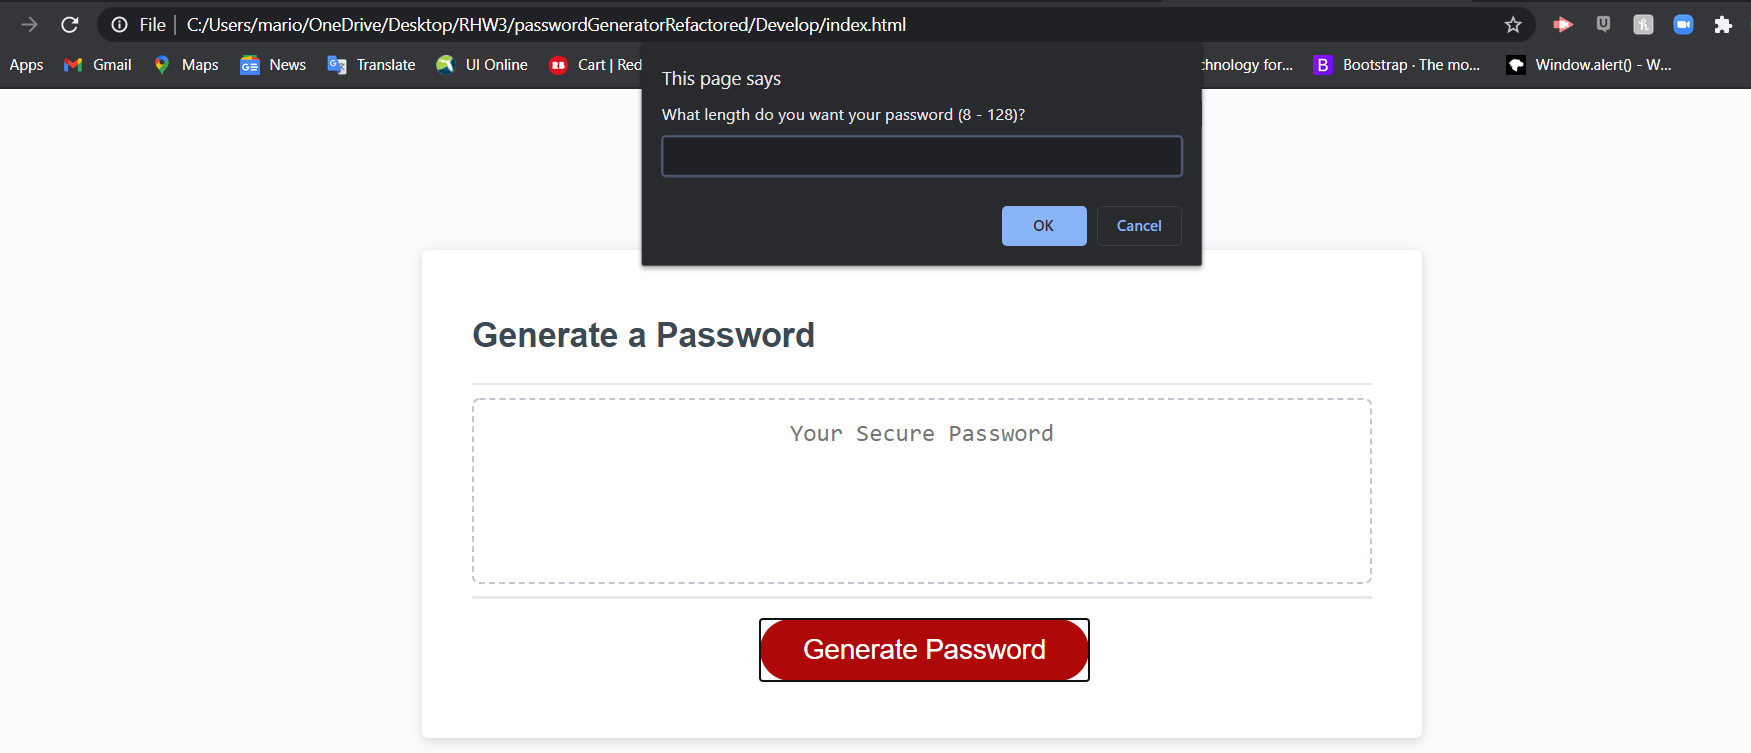 File C:/Users/mario/OneDrive/Desktop/RHW3/passwordGeneratorRefactored/Develop/index.html
Apps Gmail Maps News Translate UI Online Cart | Red chnology for... Bootstrap · The mo... Window.alert() - W...
This page says
What length do you want your password (8 - 128)?
OK Cancel
Generate a Password
Your Secure Password
Generate Password